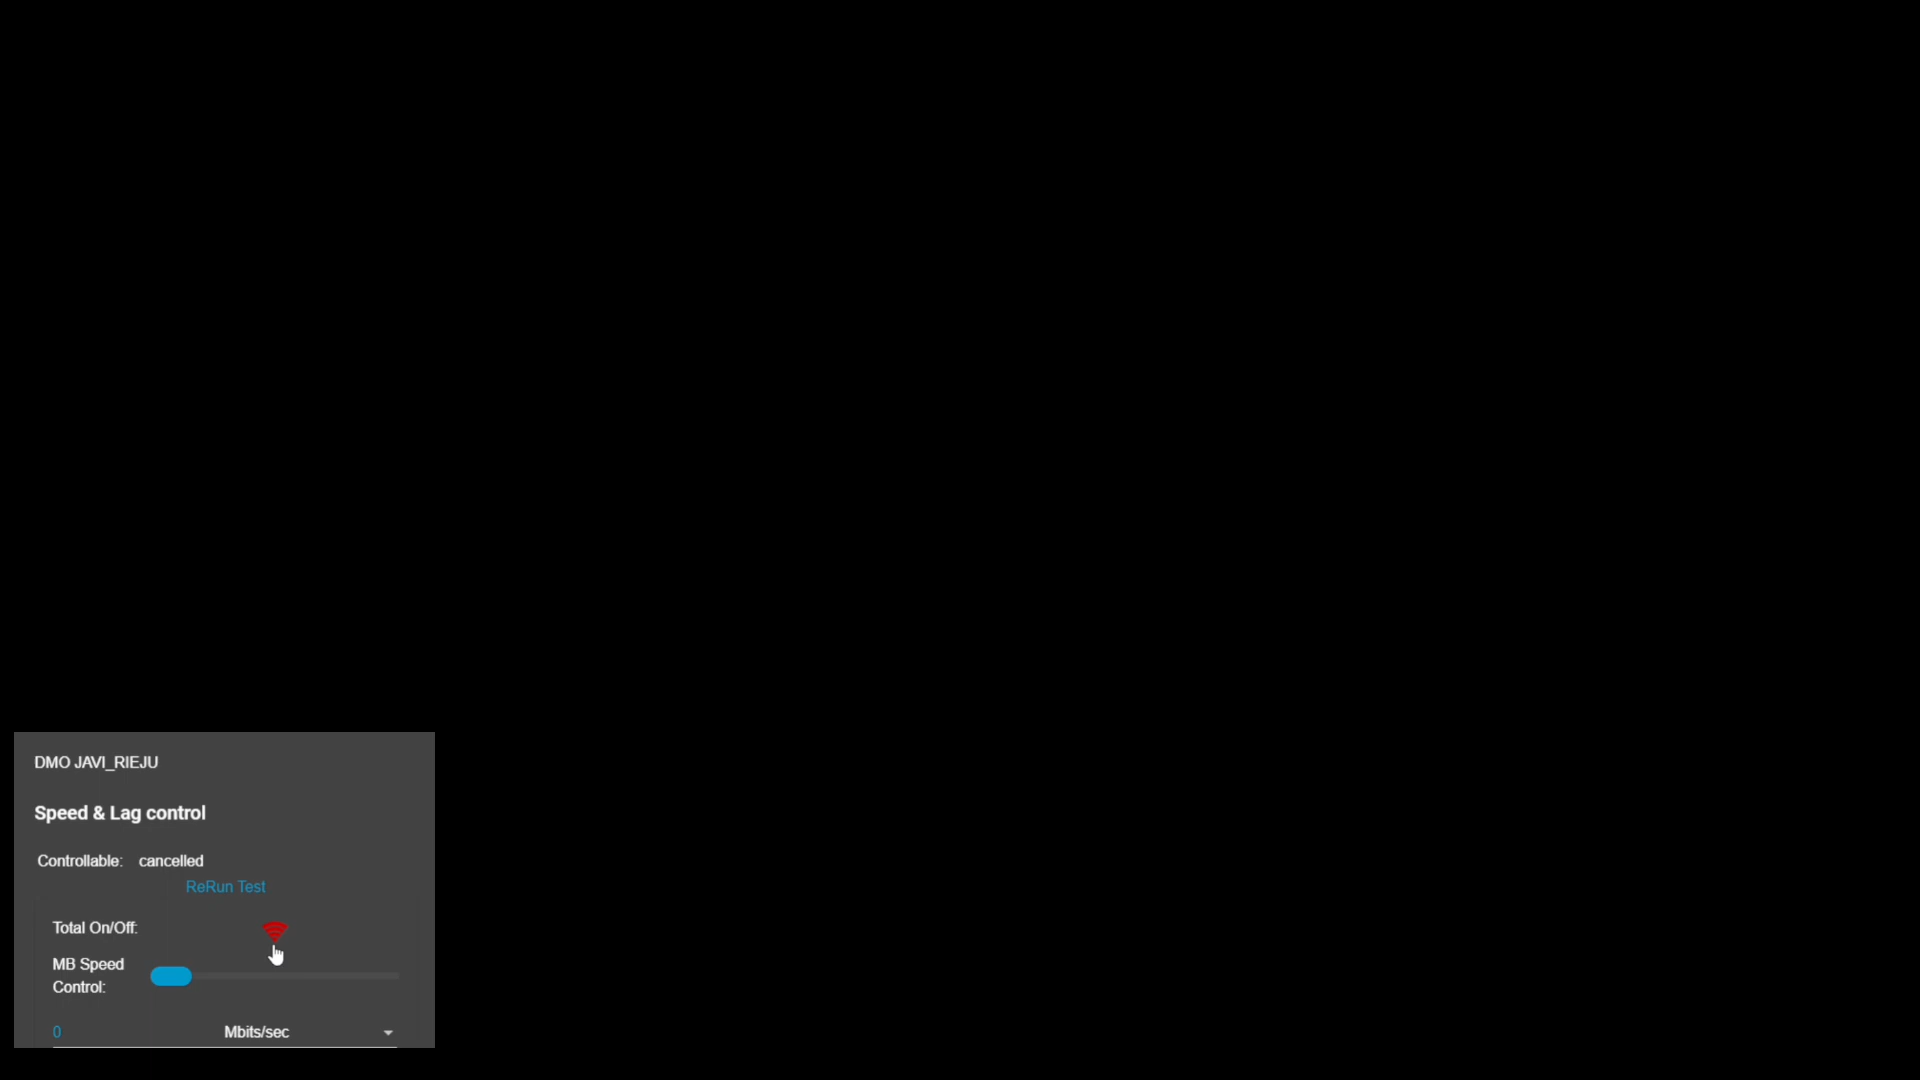 DMO JAVI_RIEJU
Speed & Lag control
Controllable: cancelled
ReRun Test
Total On/Off:
MB Speed
Control:
0 Mbits/sec